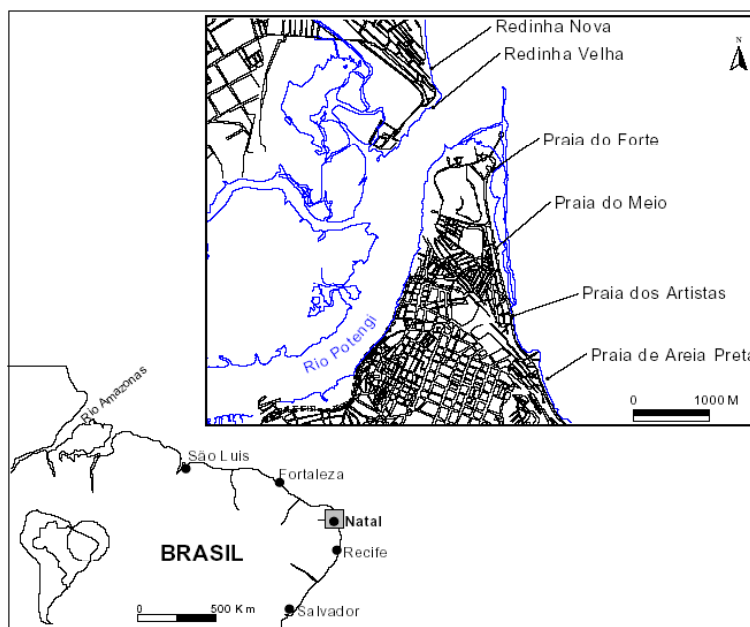 Redinha Nova
Redinha Velha
N
Praia do Forte
Praia do Meio
Praia dos Artistas
Rio Potengi
Praia de Areia Preta
0 1000 M
Rio Amazonas
São Luis
Fortaleza
Natal
BRASIL
Recife
0 500 Km
Salvador